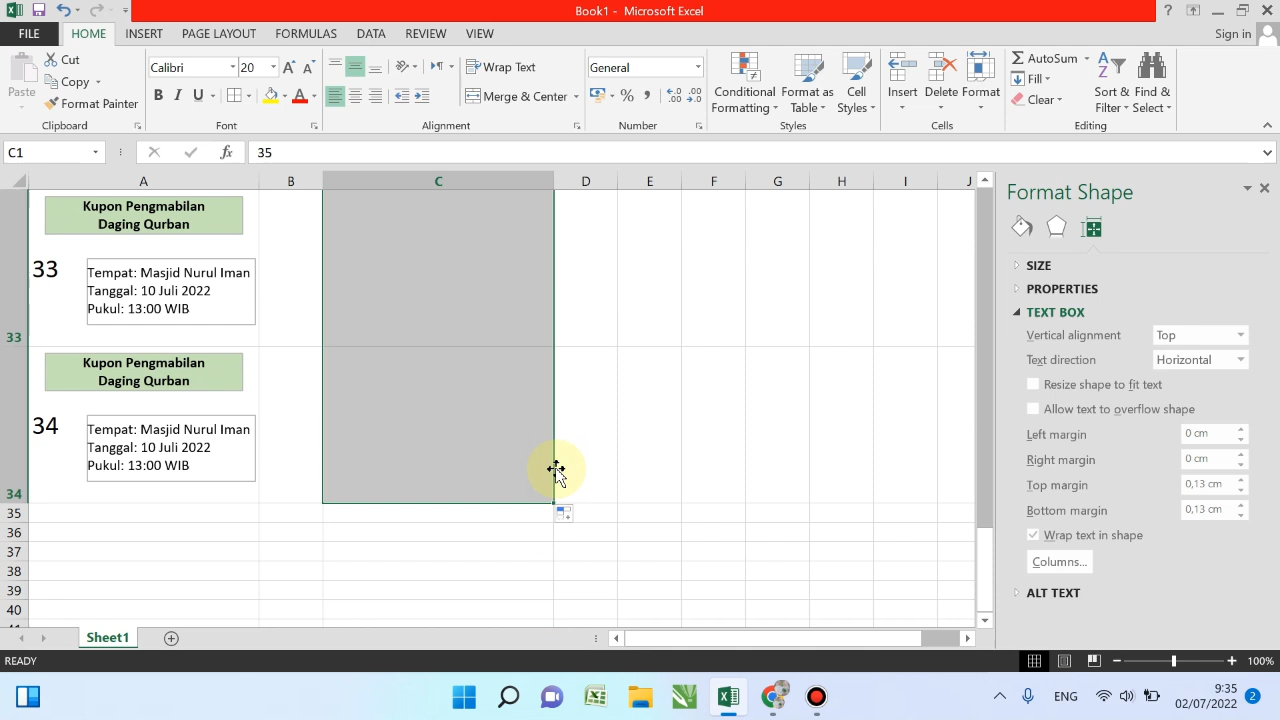 Book1 - Microsoft Excel
?
FILE
HOME
INSERT
PAGE LAYOUT
FORMULAS
DATA
REVIEW
VIEW
Sign in
Paste
Cut
Copy
Format Painter
Clipboard
Calibri
20
B I U
Font
Wrap Text
Merge & Center
Alignment
General
%
Number
Conditional Formatting
Format as Table
Cell Styles
Styles
Insert
Delete
Format
Cells
AutoSum
Fill
Clear
Sort & Filter
Find & Select
Editing
C1
fx
35
A B C D E F G H I J
Kupon Pengmabilan
Daging Qurban
33
Tempat: Masjid Nurul Iman
Tanggal: 10 Juli 2022
Pukul: 13:00 WIB
33
Kupon Pengmabilan
Daging Qurban
34
Tempat: Masjid Nurul Iman
Tanggal: 10 Juli 2022
Pukul: 13:00 WIB
34
35
36
37
38
39
40
Format Shape
SIZE
PROPERTIES
TEXT BOX
Vertical alignment Top
Text direction Horizontal
Resize shape to fit text
Allow text to overflow shape
Left margin 0 cm
Right margin 0 cm
Top margin 0,13 cm
Bottom margin 0,13 cm
Wrap text in shape
Columns...
ALT TEXT
Sheet1
READY
100%
ENG
9:35
02/07/2022
2